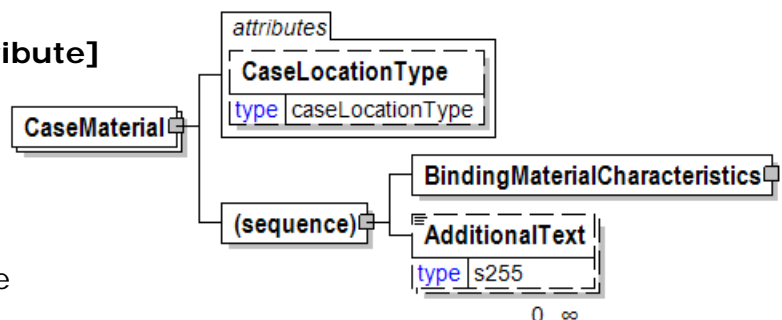 attributes
ibute]
CaseLocationType
type caseLocationType
CaseMaterial
BindingMaterialCharacteristics
(sequence)
AdditionalText
type s255
e
0 ∞